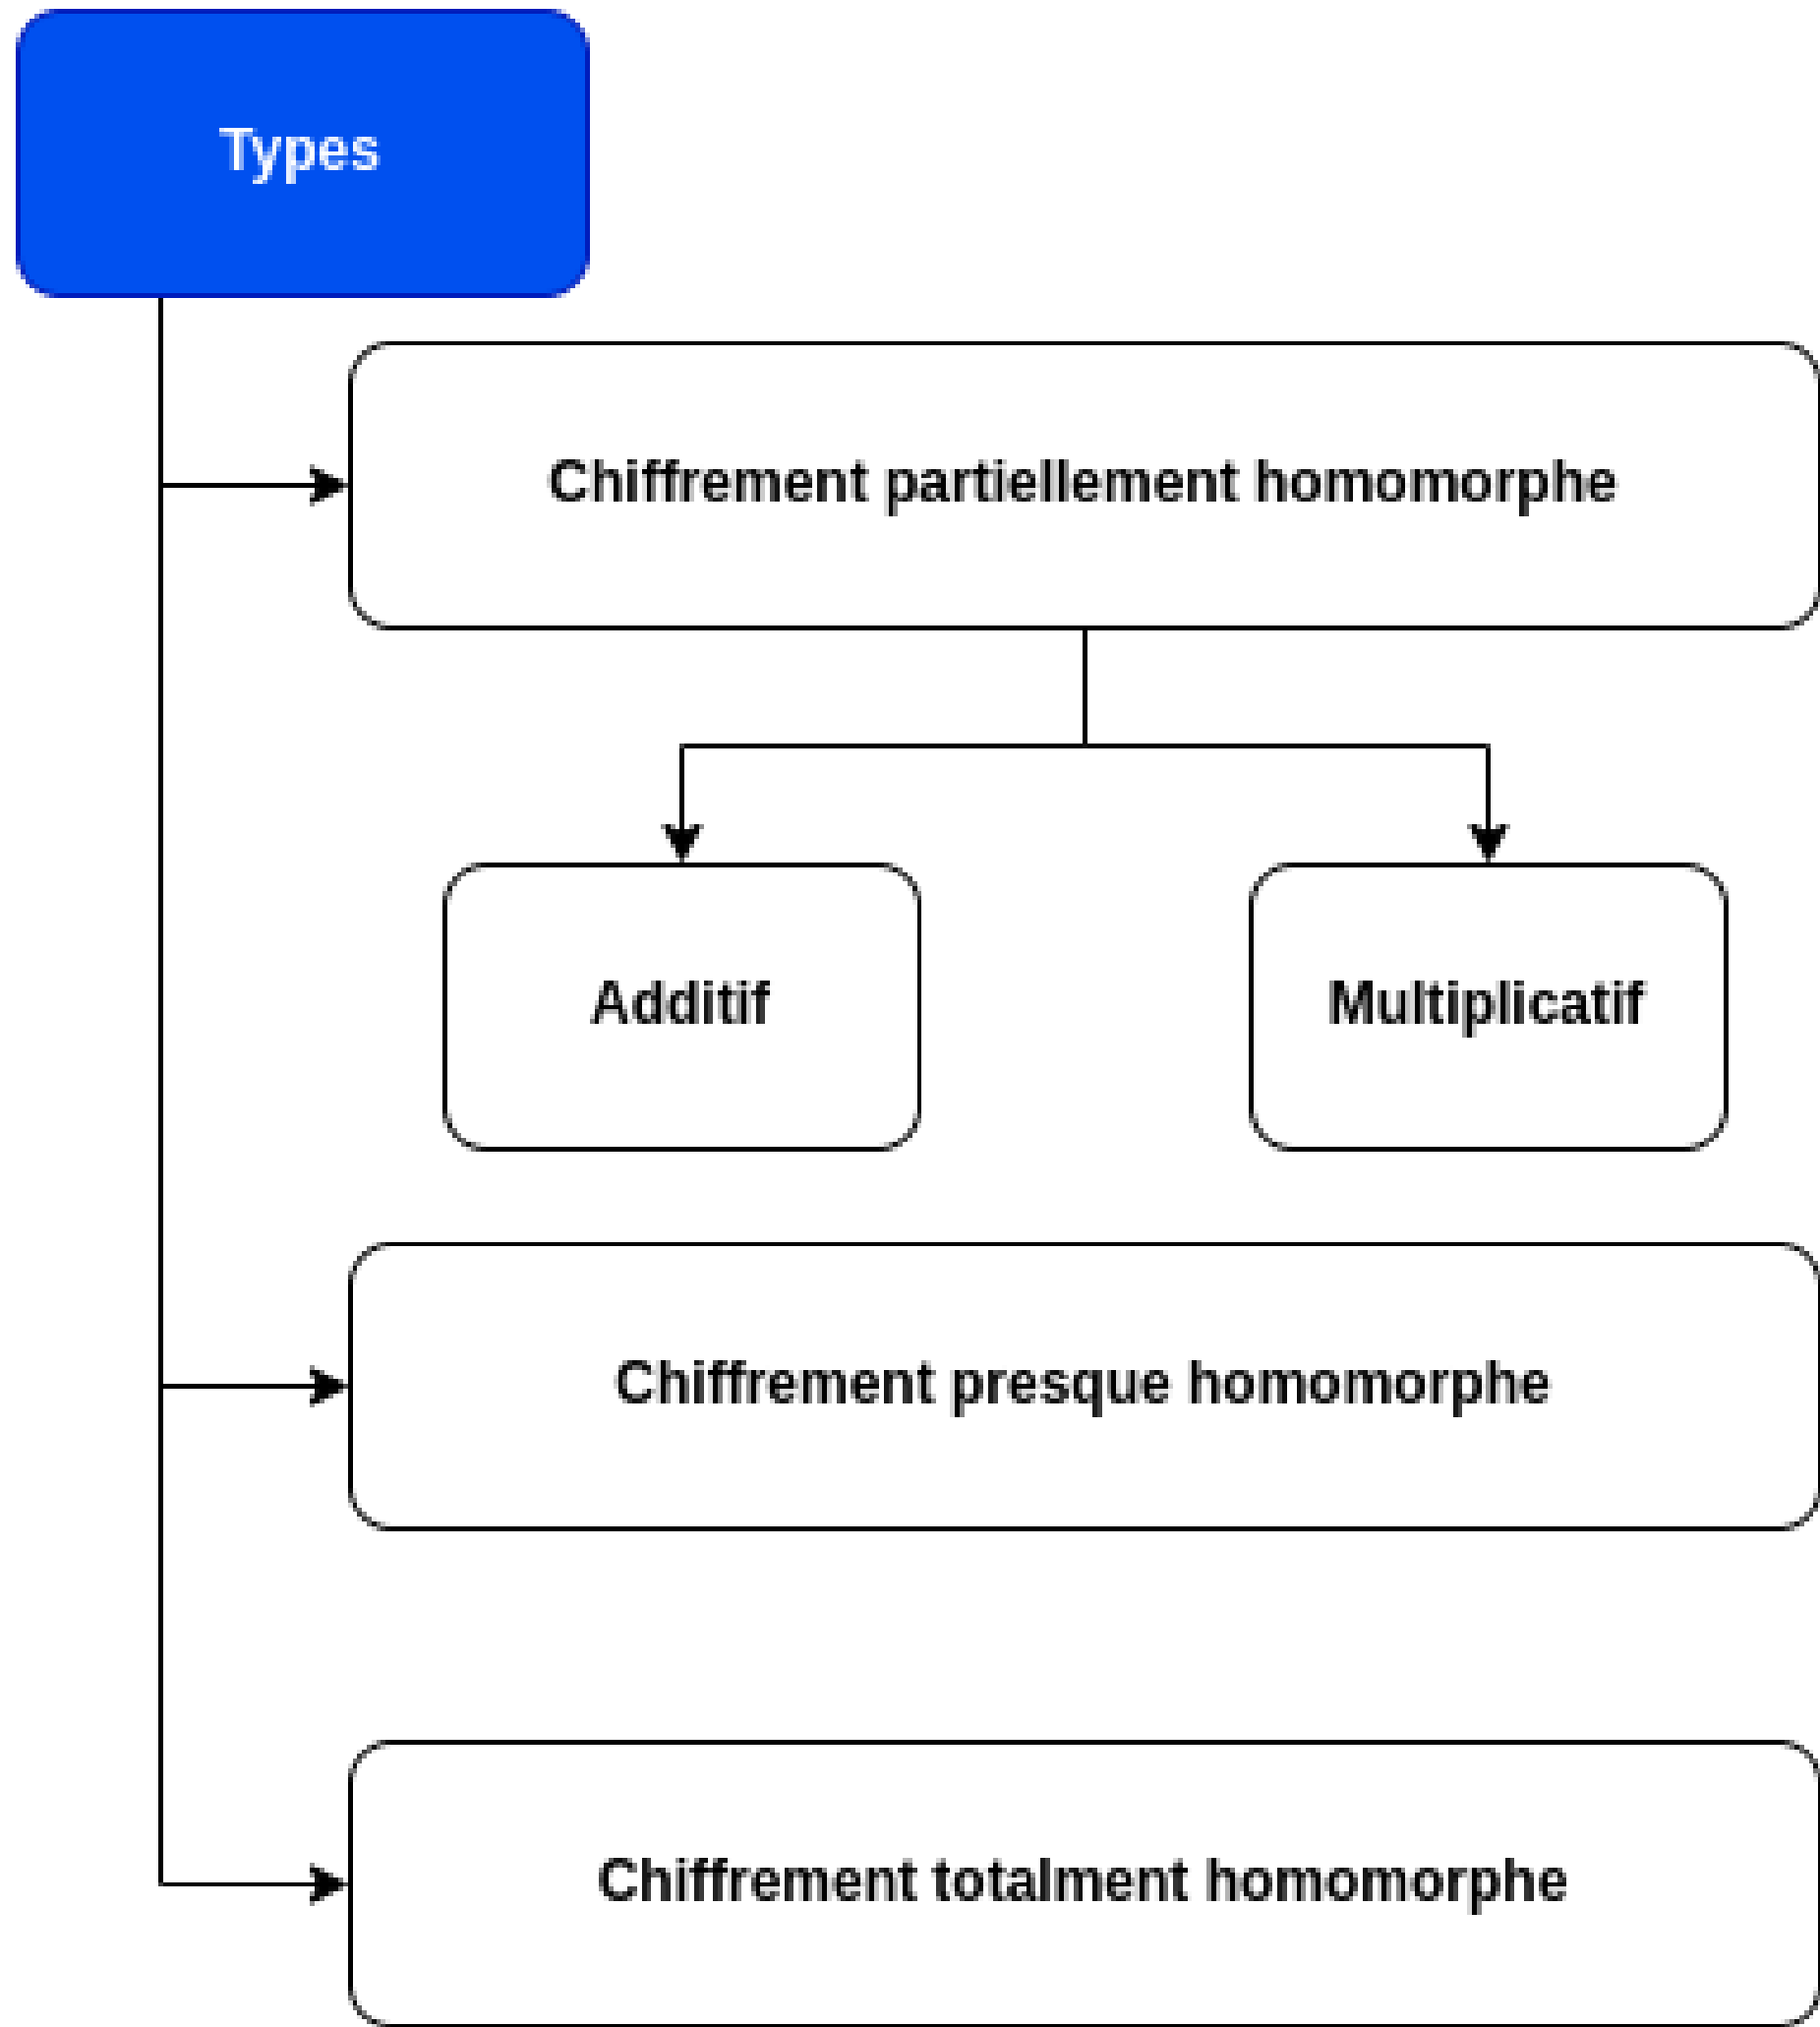 Types
Chiffrement partiellement homomorphe
Additif
Multiplicatif
Chiffrement presque homomorphe
Chiffrement totalment homomorphe